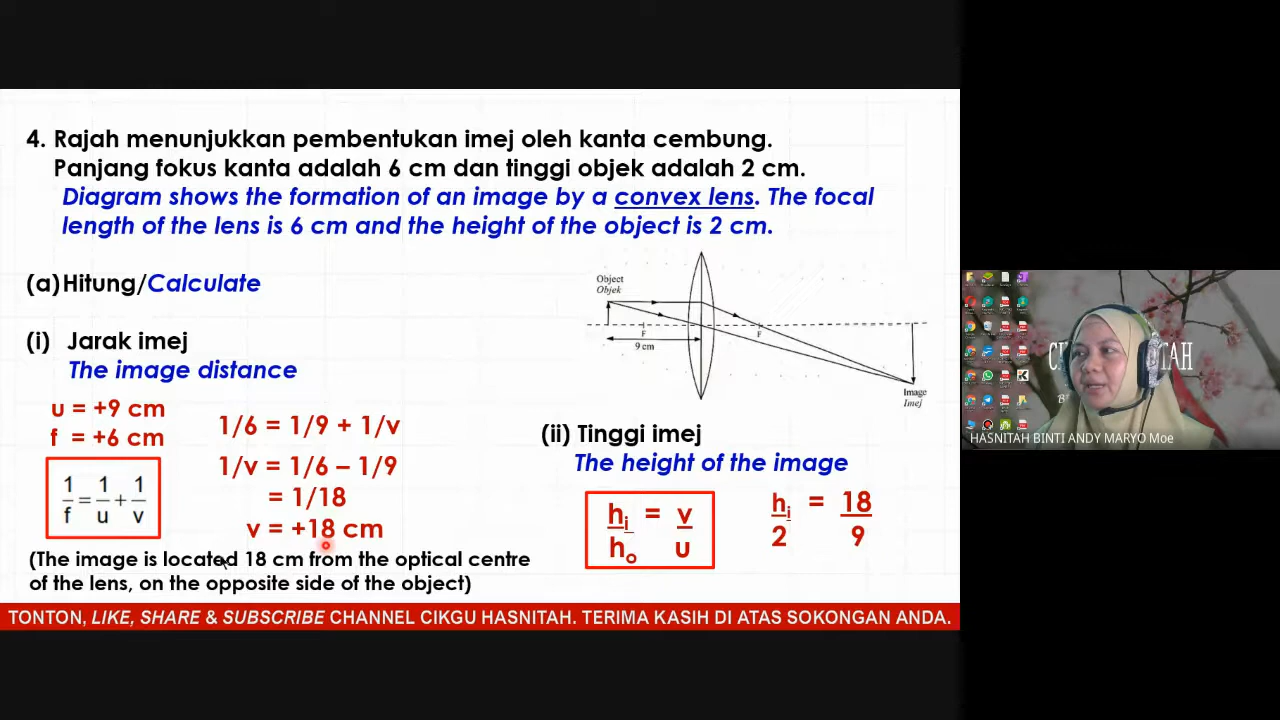 4. Rajah menunjukkan pembentukan imej oleh kanta cembung.
Panjang fokus kanta adalah 6 cm dan tinggi objek adalah 2 cm.
Diagram shows the formation of an image by a convex lens. The focal
length of the lens is 6 cm and the height of the object is 2 cm.
(a) Hitung/Calculate
(i) Jarak imej
The image distance
u = +9 cm
f = +6 cm
1/f = 1/u + 1/v
1/6 = 1/9 + 1/v
1/v = 1/6 – 1/9
= 1/18
v = +18 cm
(The image is located 18 cm from the optical centre
of the lens, on the opposite side of the object)
Object
Objek
F
F
9 cm
Image
Imej
(ii) Tinggi imej
The height of the image
hi/ho = v/u
hi/2 = 18/9
TONTON, LIKE, SHARE & SUBSCRIBE CHANNEL CIKGU HASNITAH. TERIMA KASIH DI ATAS SOKONGAN ANDA.
HASNITAH BINTI ANDY MARYO Moe